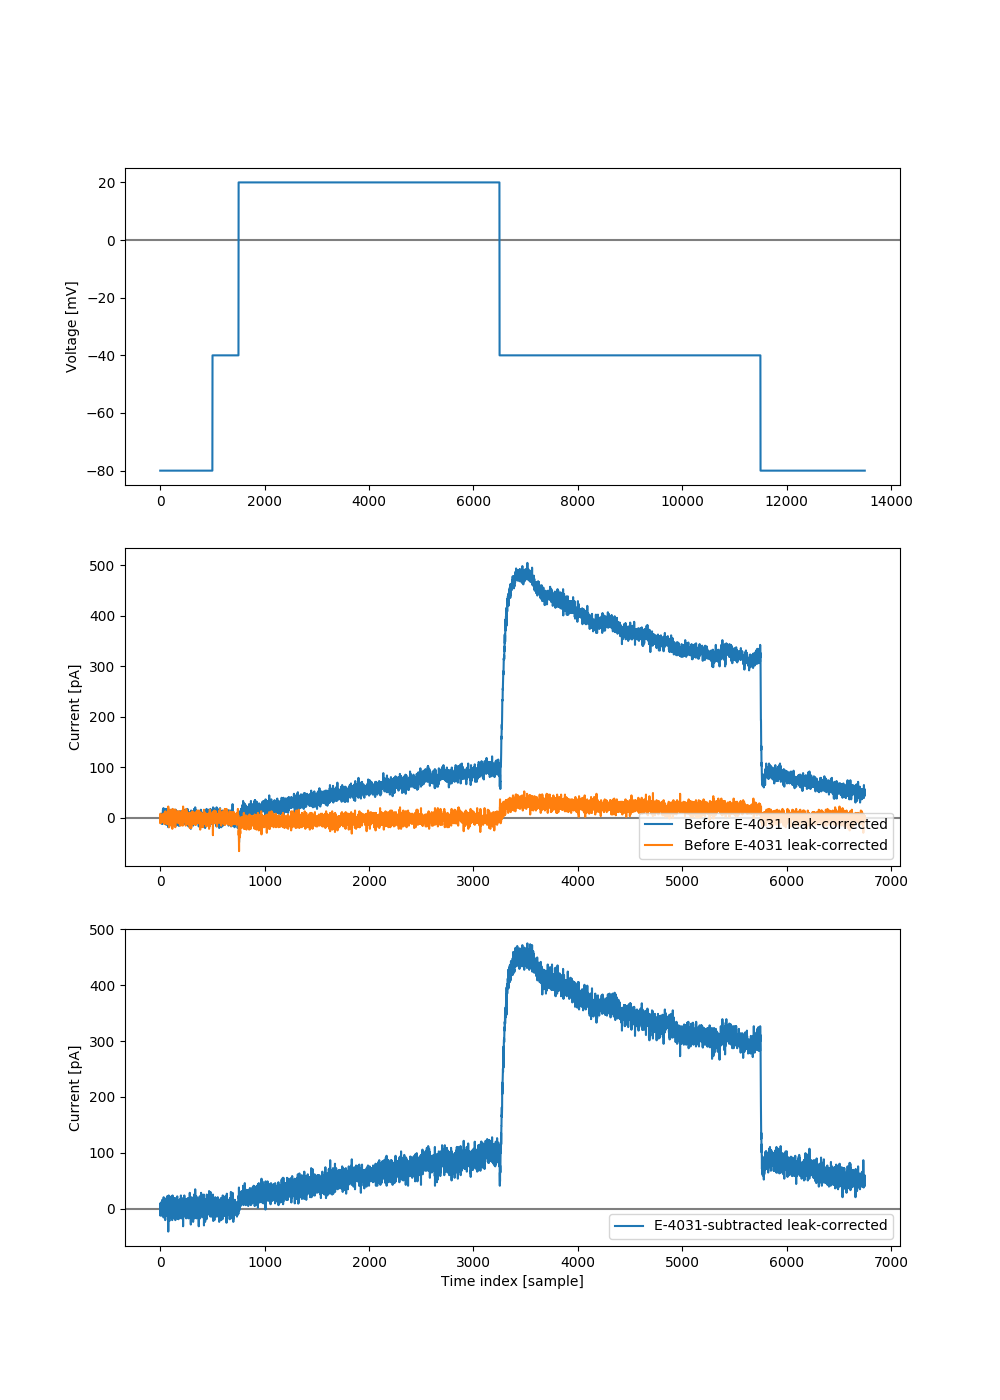 20
0
−20
−40
−60
−80
Voltage [mV]
0 2000 4000 6000 8000 10000 12000 14000
500
400
300
200
100
0
Current [pA]
Before E-4031 leak-corrected
Before E-4031 leak-corrected
0 1000 2000 3000 4000 5000 6000 7000
500
400
300
200
100
0
Current [pA]
E-4031-subtracted leak-corrected
0 1000 2000 3000 4000 5000 6000 7000
Time index [sample]